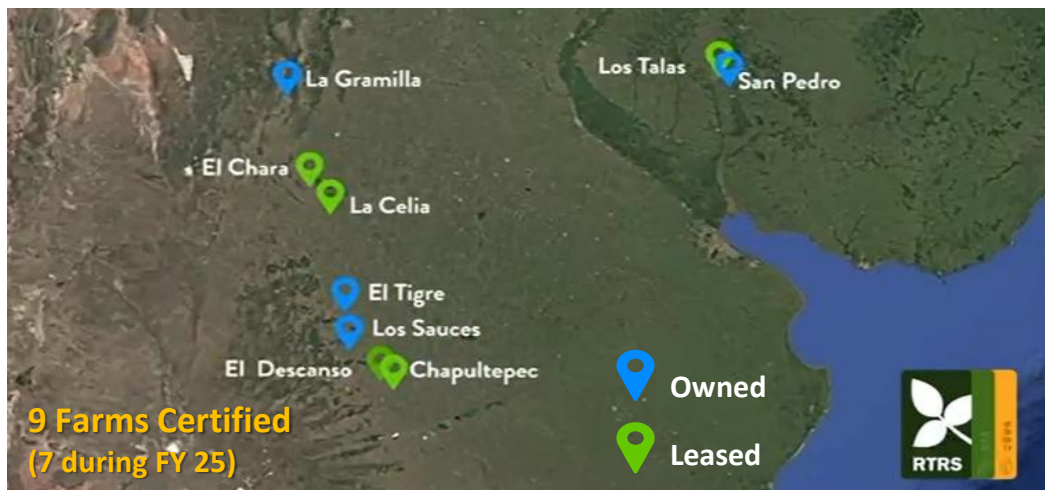 La Gramilla
Los Talas
San Pedro
El Chara
La Celia
El Tigre
Los Sauces
El Descanso
Chapultepec
Owned
Leased
9 Farms Certified
(7 during FY 25)
RTRS